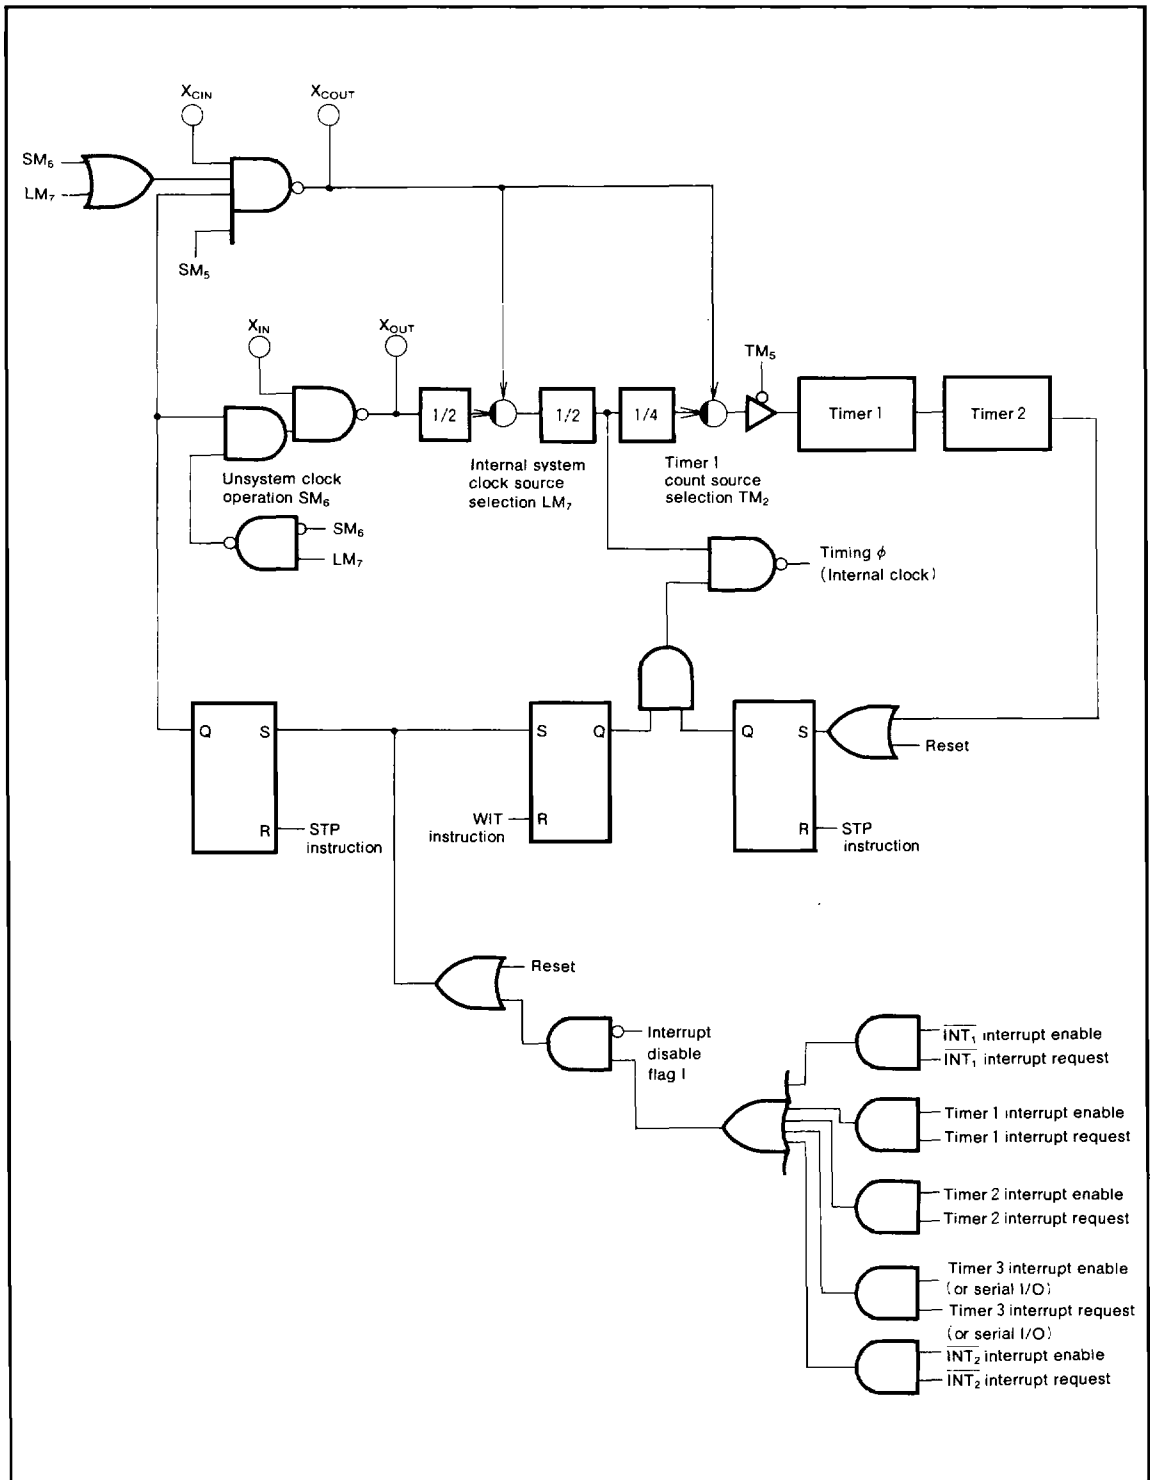 X_CIN
X_COUT
SM₆
LM₇
SM₅
X_IN
X_OUT
TM₅
1/2
1/2
1/4
Timer 1
Timer 2
Unsystem clock
operation SM₆
Internal system
clock source
selection LM₇
Timer 1
count source
selection TM₂
SM₆
LM₇
Timing ϕ
(Internal clock)
Q
S
R
STP
instruction
S
Q
R
WIT
instruction
Q
S
R
STP
instruction
Reset
Reset
Interrupt
disable
flag I
I̅N̅T̅₁̅ interrupt enable
I̅N̅T̅₁̅ interrupt request
Timer 1 interrupt enable
Timer 1 interrupt request
Timer 2 interrupt enable
Timer 2 interrupt request
Timer 3 interrupt enable
(or serial I/O)
Timer 3 interrupt request
(or serial I/O)
I̅N̅T̅₂̅ interrupt enable
I̅N̅T̅₂̅ interrupt request